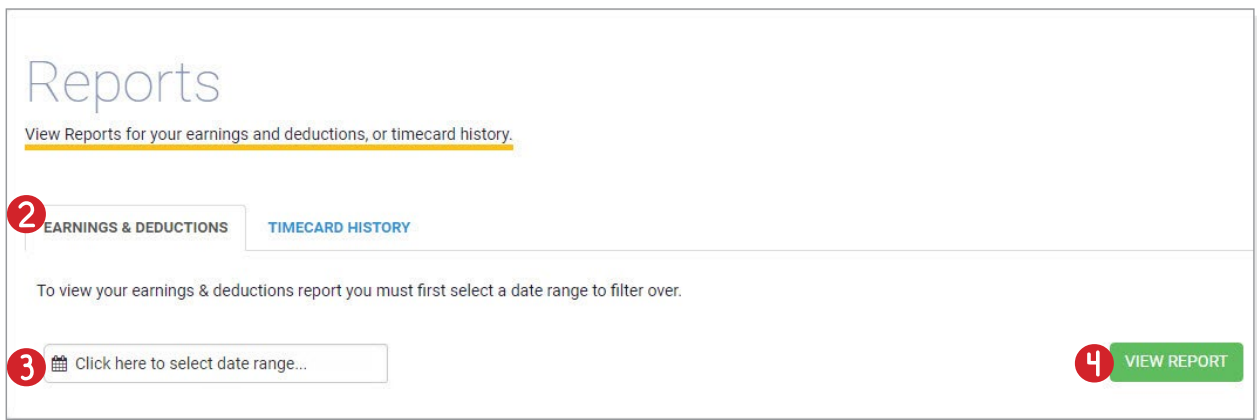 Reports
View Reports for your earnings and deductions, or timecard history.
2
EARNINGS & DEDUCTIONS TIMECARD HISTORY
To view your earnings & deductions report you must first select a date range to filter over.
3 Click here to select date range... 4 VIEW REPORT